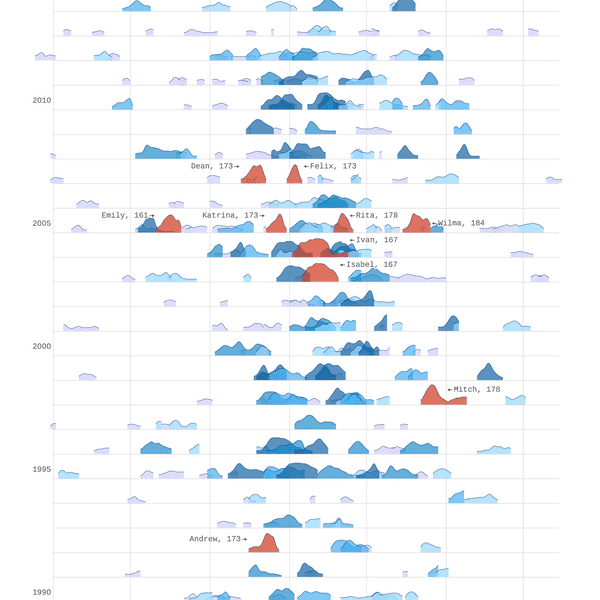 2010
Dean, 173→
←Felix, 173
Emily, 161→
Katrina, 173→
←Rita, 178
2005
←Wilma, 184
←Ivan, 167
←Isabel, 167
2000
←Mitch, 178
1995
Andrew, 173→
1990